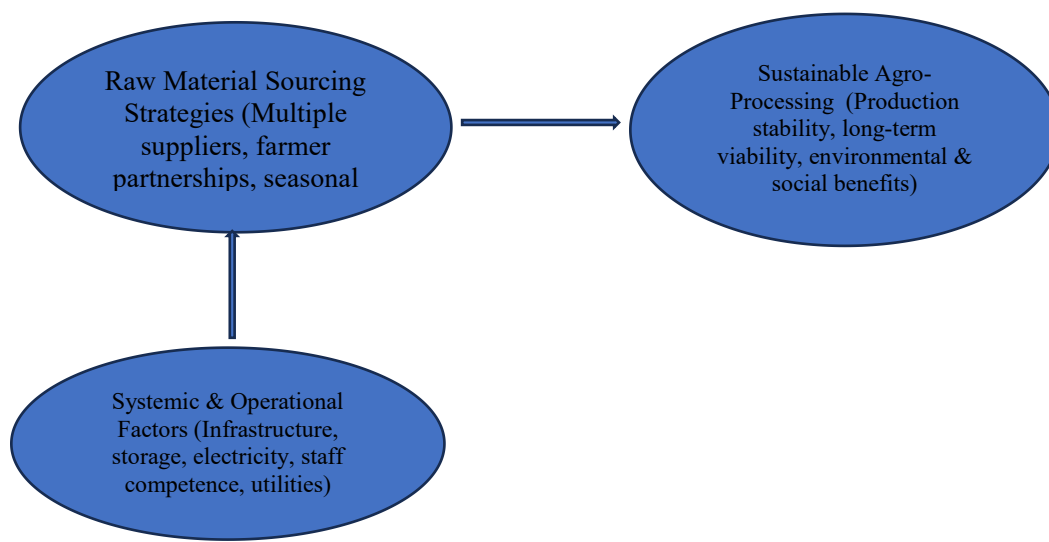 Raw Material Sourcing
Strategies (Multiple
suppliers, farmer
partnerships, seasonal
Sustainable Agro-
Processing (Production
stability, long-term
viability, environmental &
social benefits)
Systemic & Operational
Factors (Infrastructure,
storage, electricity, staff
competence, utilities)